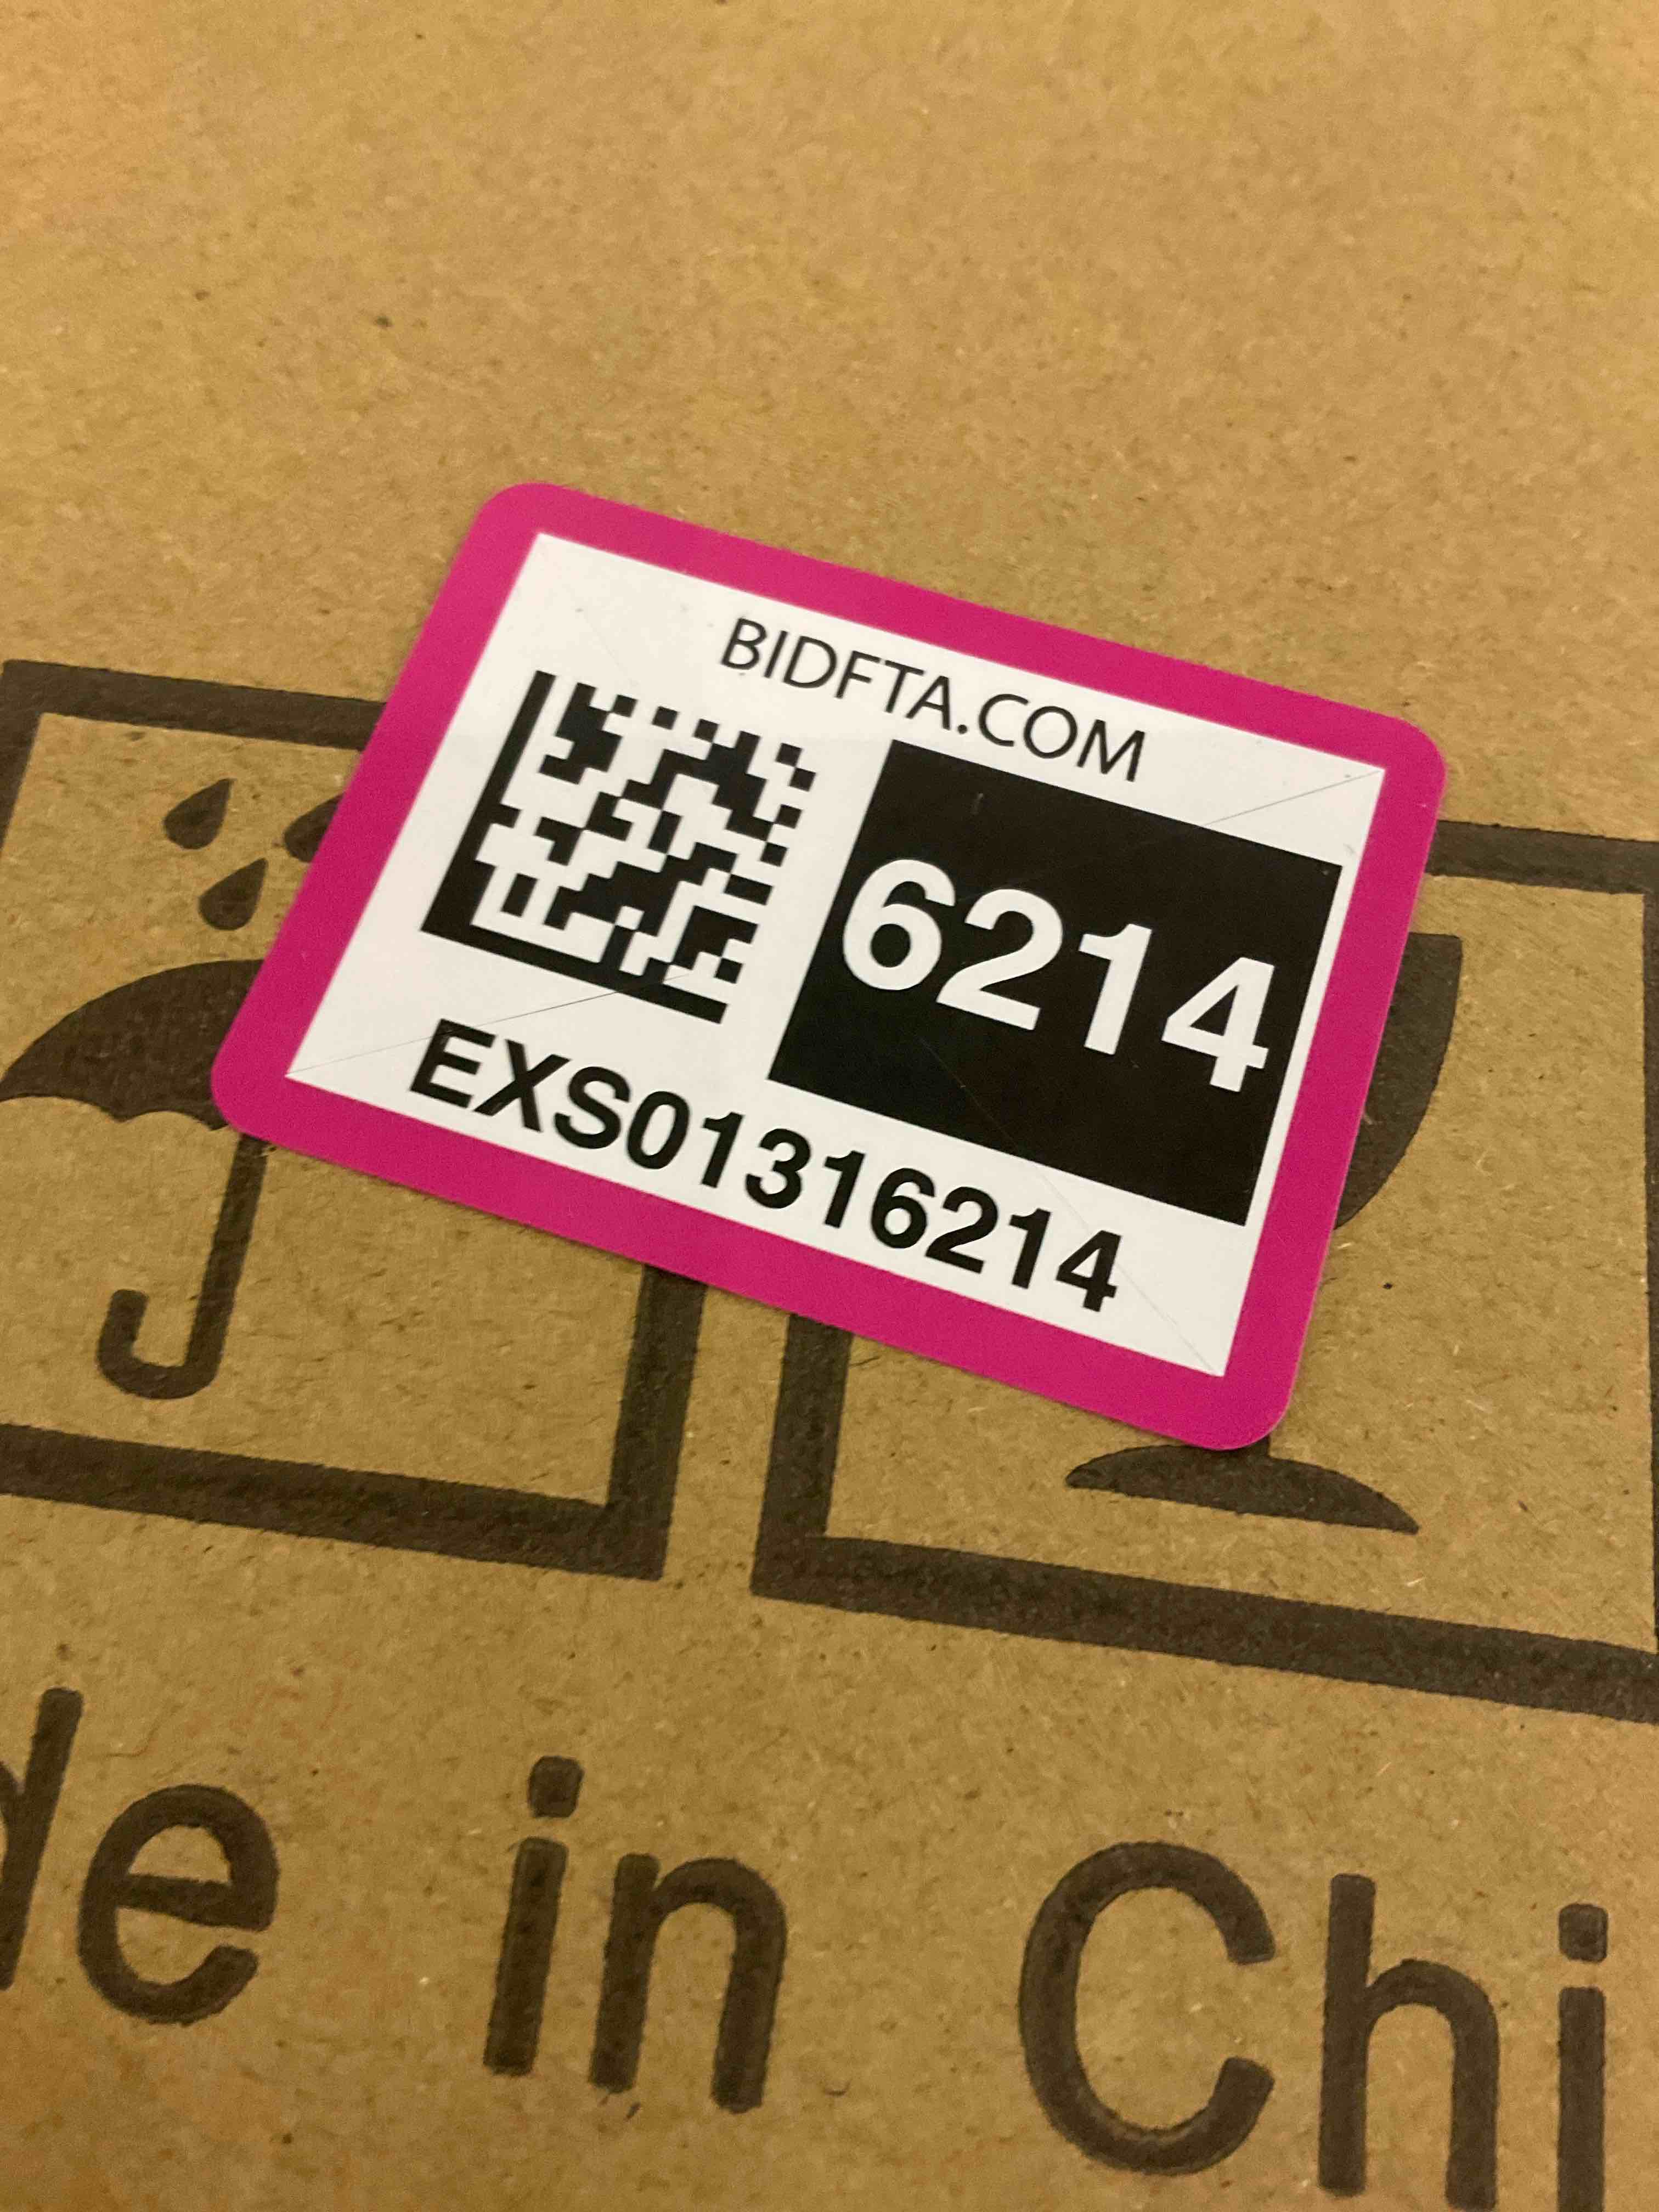 BIDFTA.COM
6214
EXS01316214
de in Chi